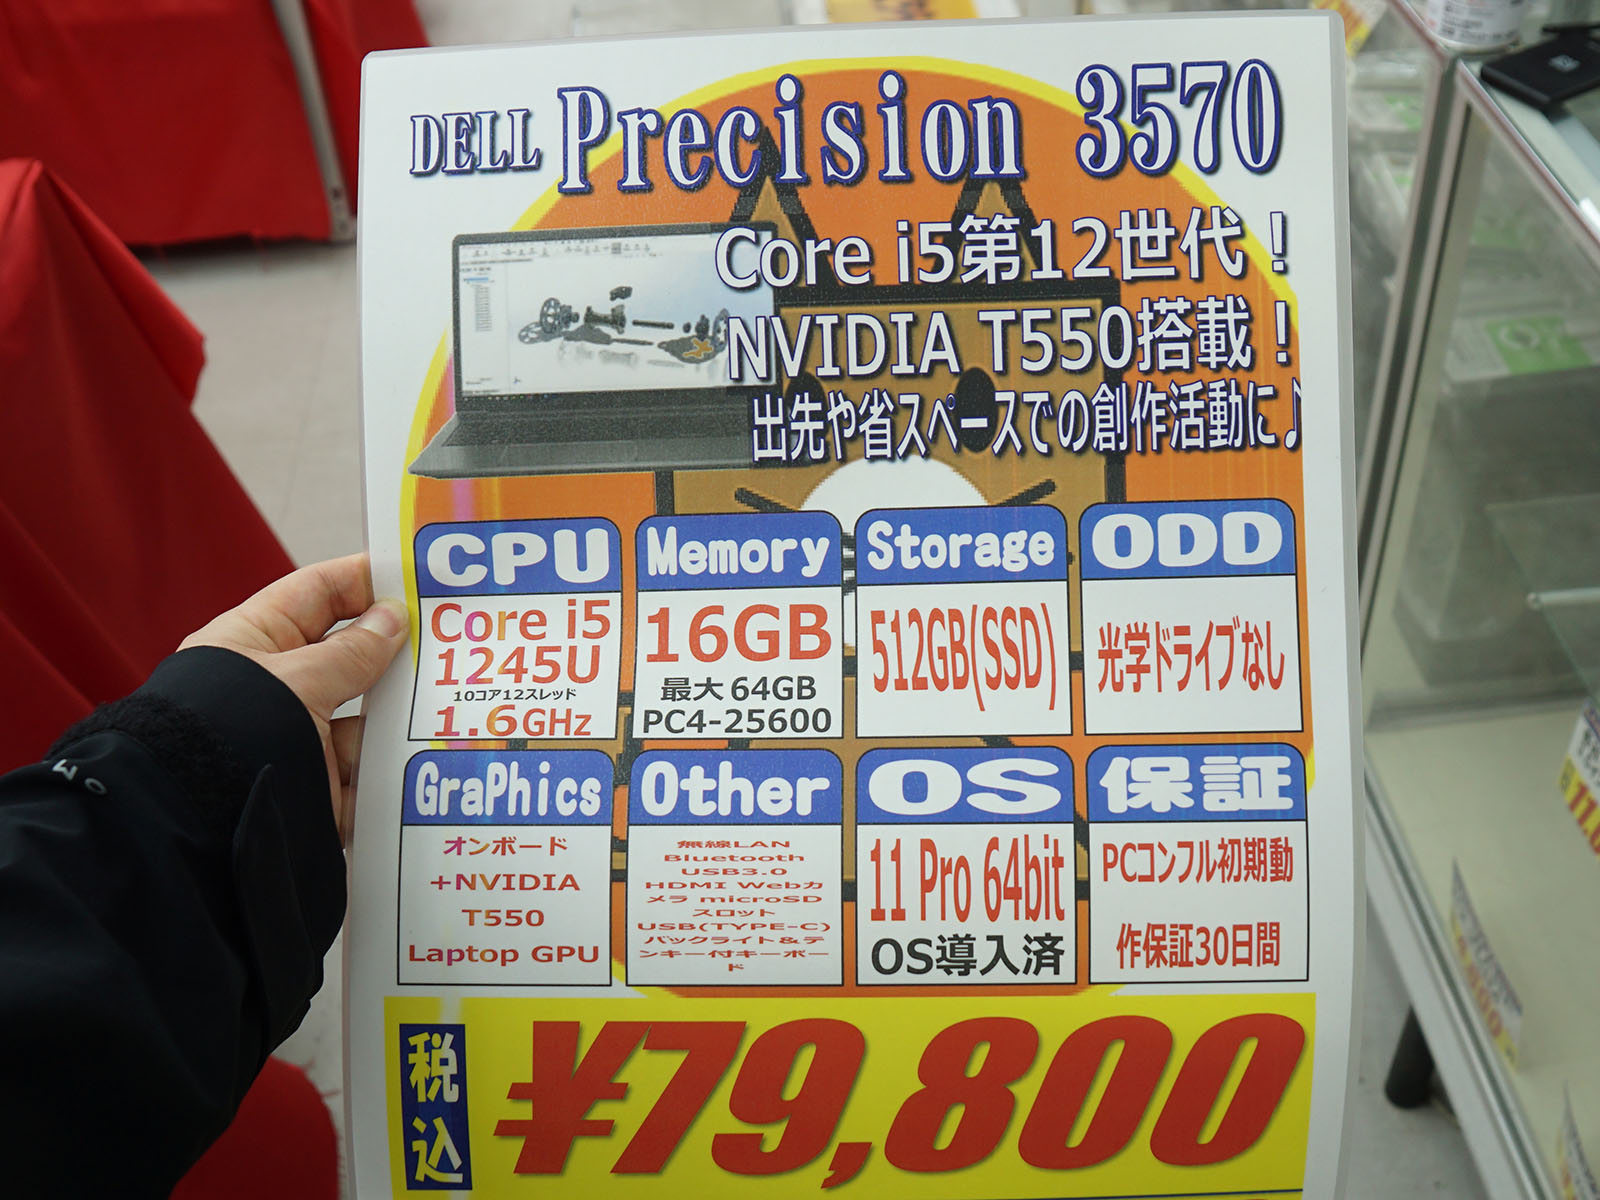 DELL Precision 3570
Core i5第12世代！
NVIDIA T550搭載！
出先や省スペースでの創作活動に♪
CPU
Core i5
1245U
10コア12スレッド
1.6GHz
Memory
16GB
最大 64GB
PC4-25600
Storage
512GB(SSD)
ODD
光学ドライブなし
GraPhics
オンボード
+NVIDIA
T550
Laptop GPU
Other
無線LAN
Bluetooth
USB3.0
HDMI Webカ
メラ microSD
スロット
USB(TYPE-C)
バックライト&テ
ンキー付キーボー
ド
OS
11 Pro 64bit
OS導入済
保証
PCコンフル初期動
作保証30日間
税込
¥79,800